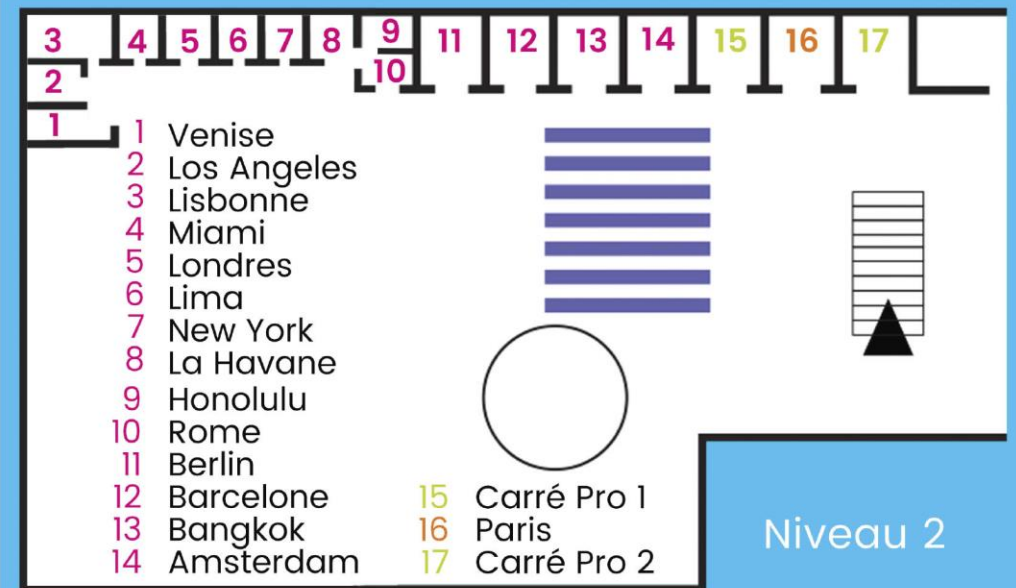 3 4 5 6 7 8 9 11 12 13 14 15 16 17
2 10
1
1 Venise
2 Los Angeles
3 Lisbonne
4 Miami
5 Londres
6 Lima
7 New York
8 La Havane
9 Honolulu
10 Rome
11 Berlin
12 Barcelone
13 Bangkok
14 Amsterdam
15 Carré Pro 1
16 Paris
17 Carré Pro 2
Niveau 2